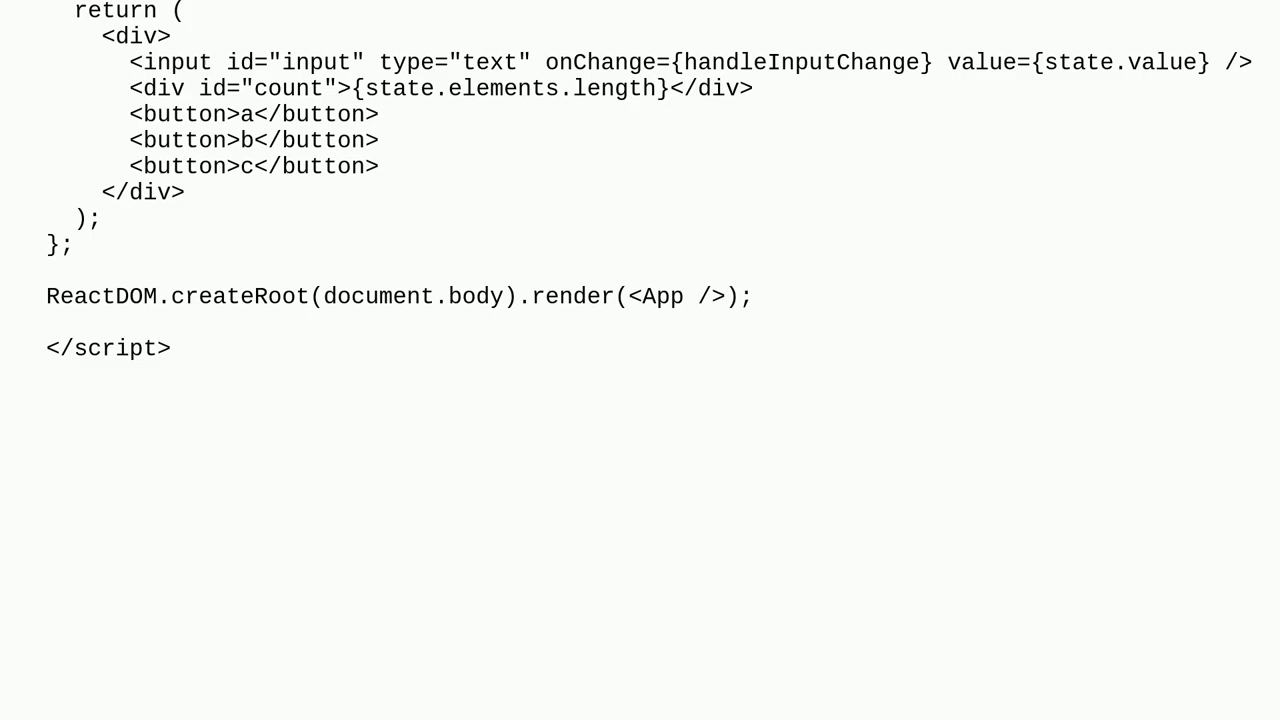 return (
<div>
<input id="input" type="text" onChange={handleInputChange} value={state.value} />
<div id="count">{state.elements.length}</div>
<button>a</button>
<button>b</button>
<button>c</button>
</div>
);
};
ReactDOM.createRoot(document.body).render(<App />);
</script>